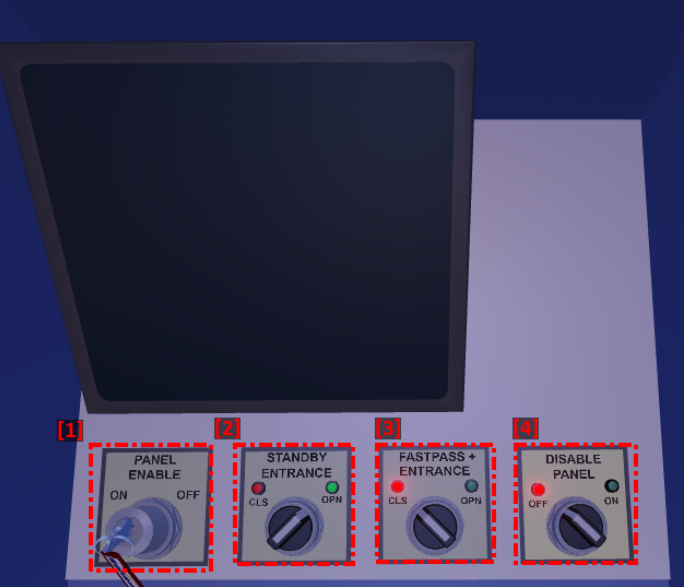 [1]
PANEL
ENABLE
ON OFF
[2]
STANDBY
ENTRANCE
CLS OPN
[3]
FASTPASS +
ENTRANCE
CLS OPN
[4]
DISABLE
PANEL
OFF ON